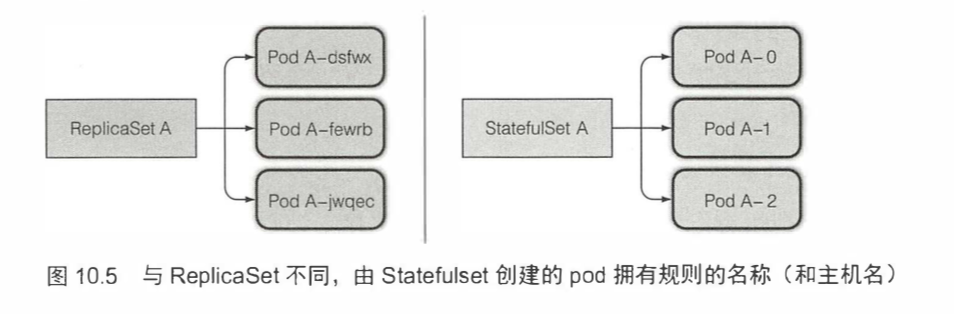 ReplicaSet A
Pod A-dsfwx
Pod A-fewrb
Pod A-jwqec
StatefulSet A
Pod A-0
Pod A-1
Pod A-2
图 10.5 与 ReplicaSet 不同，由 Statefulset 创建的 pod 拥有规则的名称（和主机名）